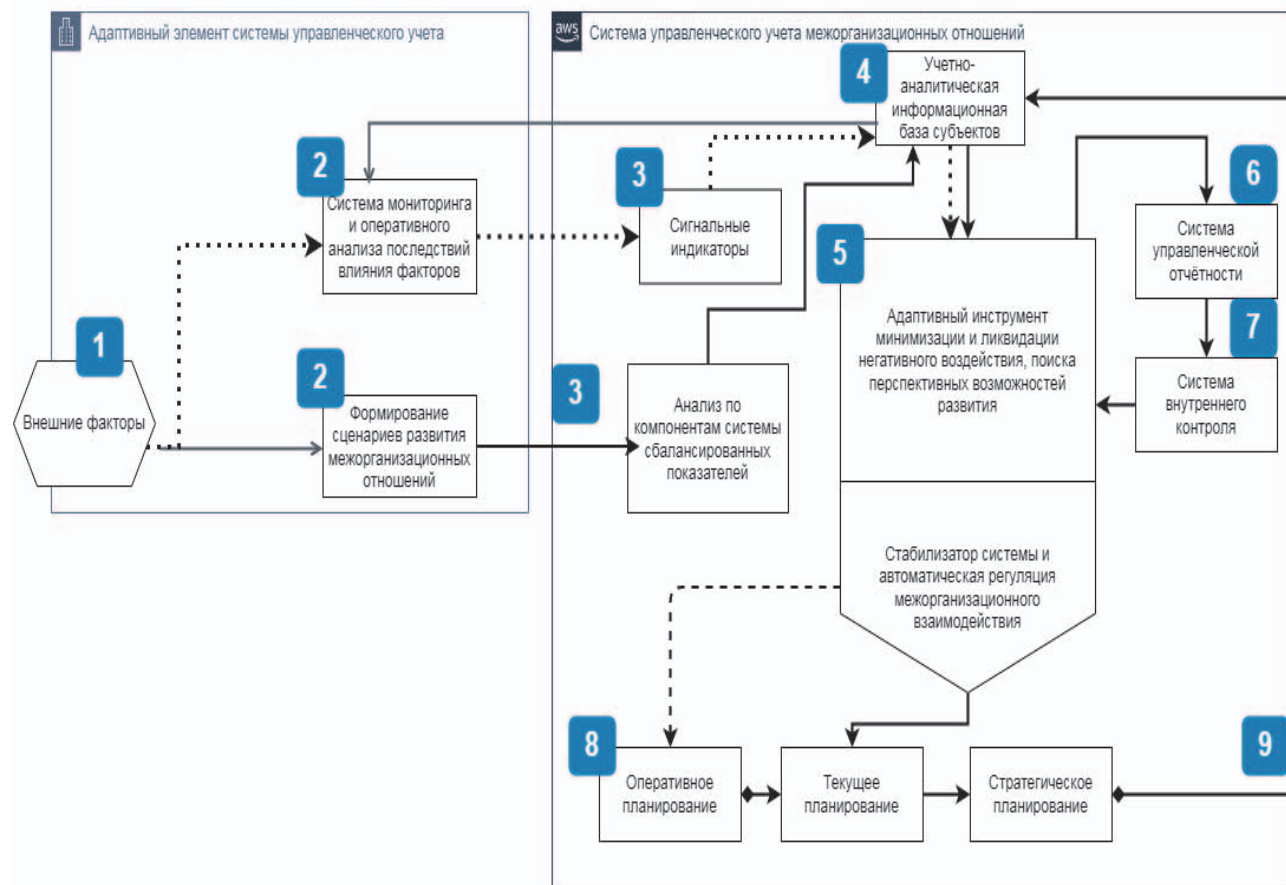 Адаптивный элемент системы управленческого учета
aws
Система управленческого учета межорганизационных отношений
4
Учетно-
аналитическая
информационная
база субъектов
2
Система мониторинга
и оперативного
анализа последствий
влияния факторов
3
Сигнальные
индикаторы
6
Система
управленческой
отчётности
5
Адаптивный инструмент
минимизации и ликвидации
негативного воздействия, поиска
перспективных возможностей
развития
7
Система
внутреннего
контроля
1
Внешние факторы
2
Формирование
сценариев развития
межорганизационных
отношений
3
Анализ по
компонентам системы
сбалансированных
показателей
Стабилизатор системы и
автоматическая регуляция
межорганизационного
взаимодействия
8
Оперативное
планирование
Текущее
планирование
Стратегическое
планирование
9